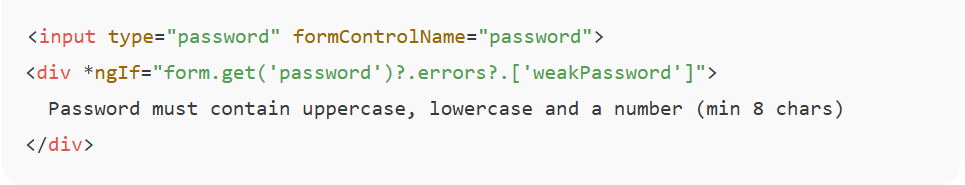 <input type="password" formControlName="password">
<div *ngIf="form.get('password')?.errors?.['weakPassword']">
  Password must contain uppercase, lowercase and a number (min 8 chars)
</div>